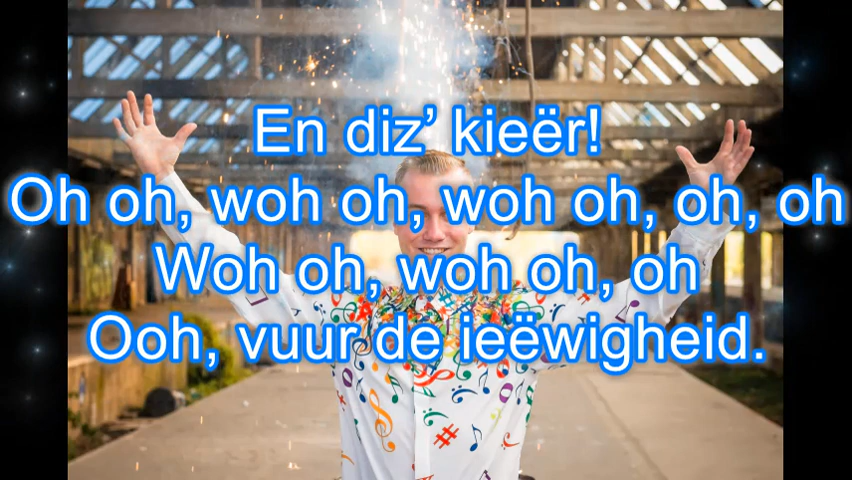 En diz’ kieër!
Oh oh, woh oh, woh oh, oh, oh
Woh oh, woh oh, oh
Ooh, vuur de ieëwigheid.